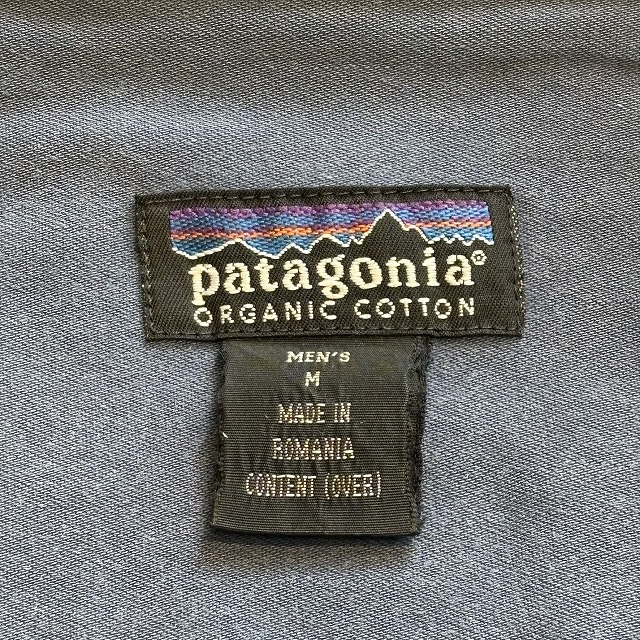 patagonia®
ORGANIC COTTON
MEN'S
M
MADE IN
ROMANIA
CONTENT (OVER)